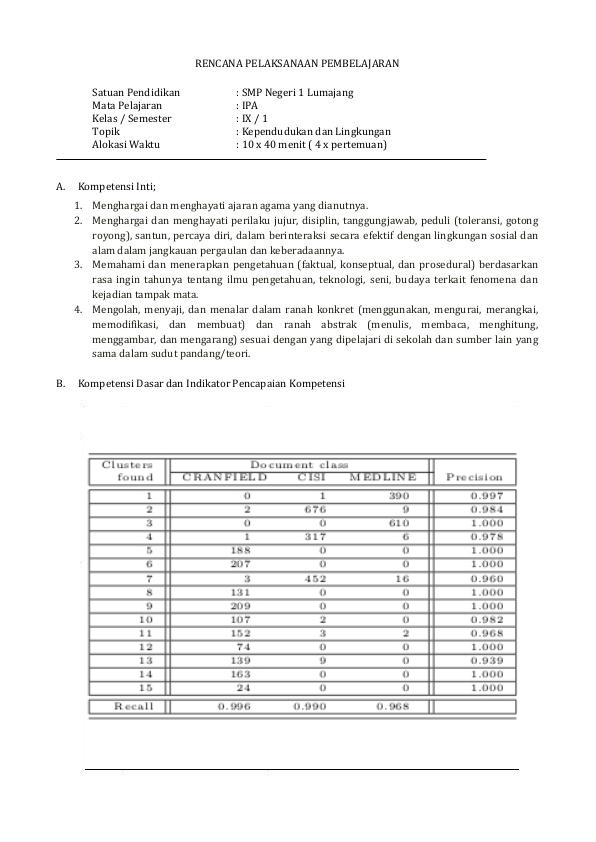 RENCANA PELAKSANAAN PEMBELAJARAN
Satuan Pendidikan : SMP Negeri 1 Lumajang
Mata Pelajaran : IPA
Kelas / Semester : IX / 1
Topik : Kependudukan dan Lingkungan
Alokasi Waktu : 10 x 40 menit ( 4 x pertemuan)
A. Kompetensi Inti;
1. Menghargai dan menghayati ajaran agama yang dianutnya.
2. Menghargai dan menghayati perilaku jujur, disiplin, tanggungjawab, peduli (toleransi, gotong
royong), santun, percaya diri, dalam berinteraksi secara efektif dengan lingkungan sosial dan
alam dalam jangkauan pergaulan dan keberadaannya.
3. Memahami dan menerapkan pengetahuan (faktual, konseptual, dan prosedural) berdasarkan
rasa ingin tahunya tentang ilmu pengetahuan, teknologi, seni, budaya terkait fenomena dan
kejadian tampak mata.
4. Mengolah, menyaji, dan menalar dalam ranah konkret (menggunakan, mengurai, merangkai,
memodifikasi, dan membuat) dan ranah abstrak (menulis, membaca, menghitung,
menggambar, dan mengarang) sesuai dengan yang dipelajari di sekolah dan sumber lain yang
sama dalam sudut pandang/teori.
B. Kompetensi Dasar dan Indikator Pencapaian Kompetensi
Clusters Document class
found CRANFIELD CISI MEDLINE Precision
1 0 1 390 0.997
2 2 676 9 0.984
3 0 0 610 1.000
4 1 317 6 0.978
5 188 0 0 1.000
6 207 0 0 1.000
7 3 452 16 0.960
8 131 0 0 1.000
9 209 0 0 1.000
10 107 2 0 0.982
11 152 3 2 0.968
12 74 0 0 1.000
13 139 9 0 0.939
14 163 0 0 1.000
15 24 0 0 1.000
Recall 0.996 0.990 0.968